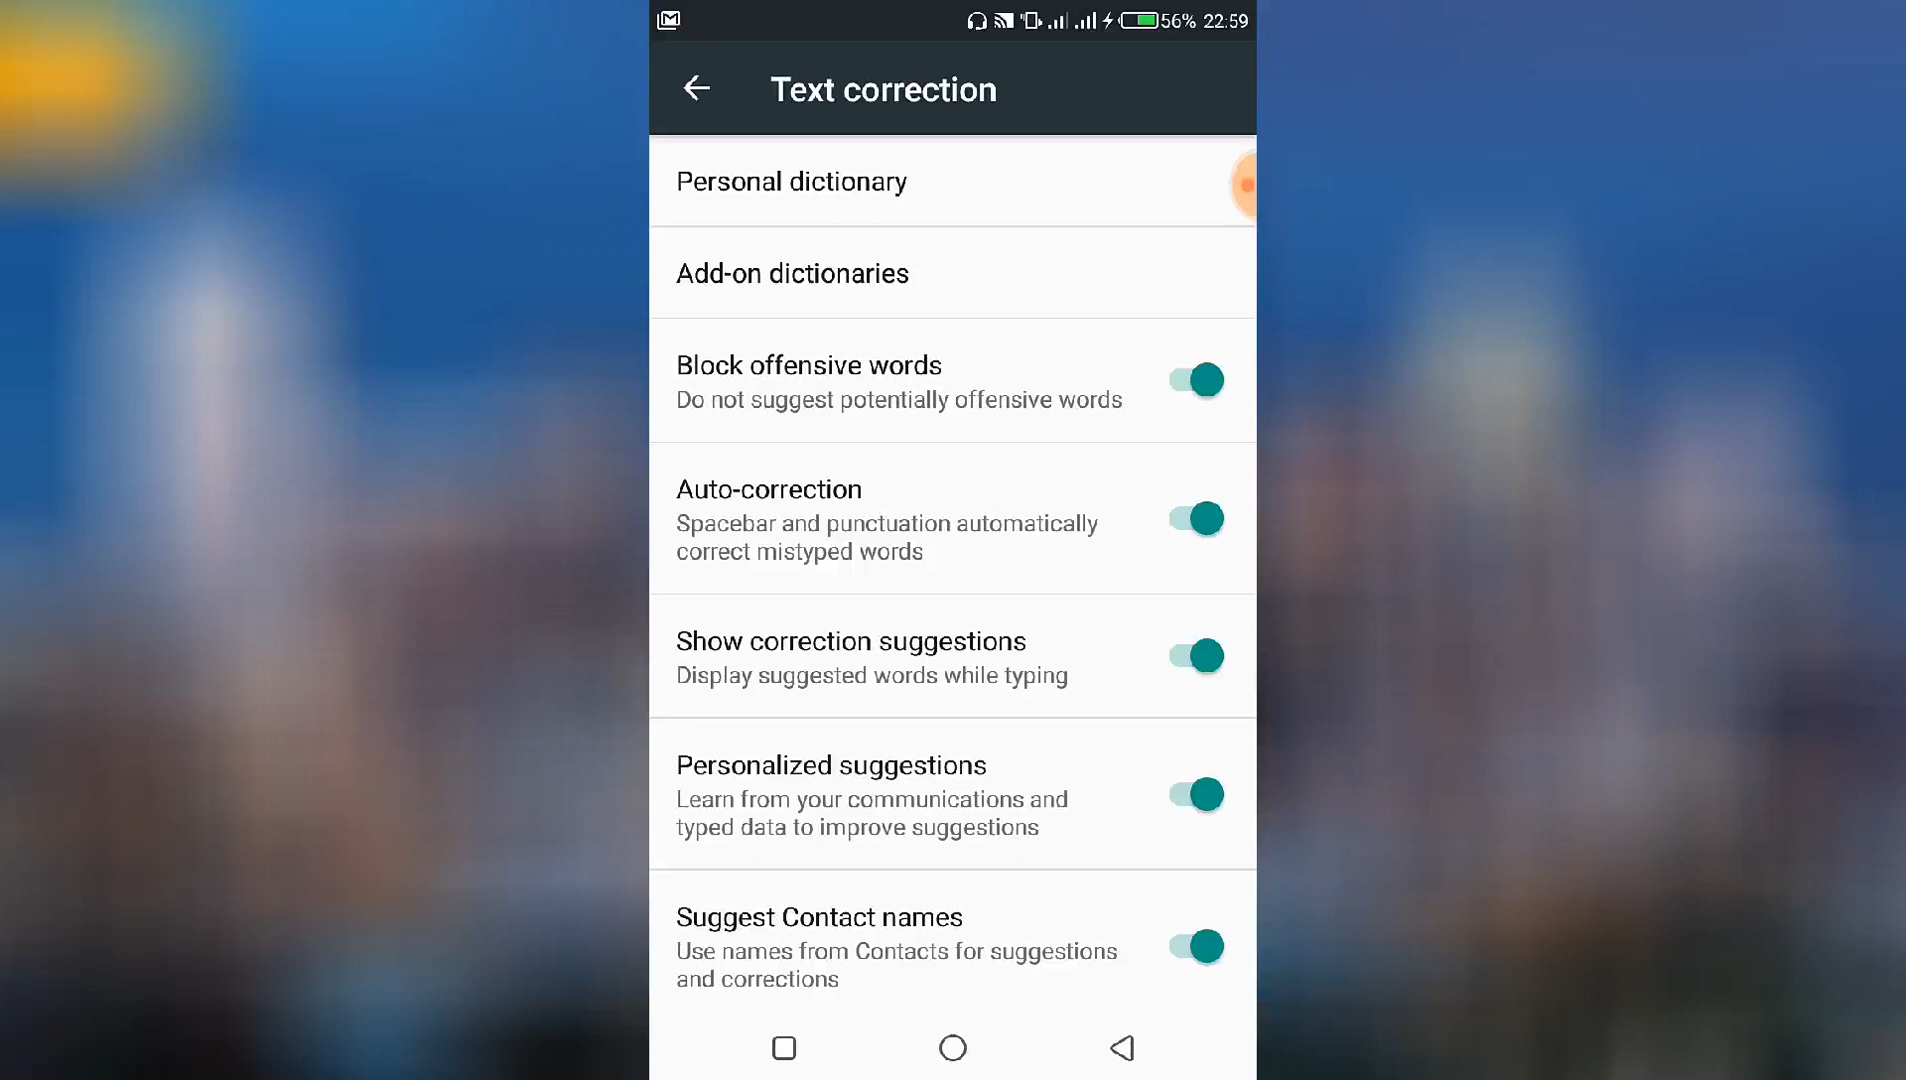 56% 22:59
Text correction
Personal dictionary
Add-on dictionaries
Block offensive words
Do not suggest potentially offensive words
Auto-correction
Spacebar and punctuation automatically
correct mistyped words
Show correction suggestions
Display suggested words while typing
Personalized suggestions
Learn from your communications and
typed data to improve suggestions
Suggest Contact names
Use names from Contacts for suggestions
and corrections